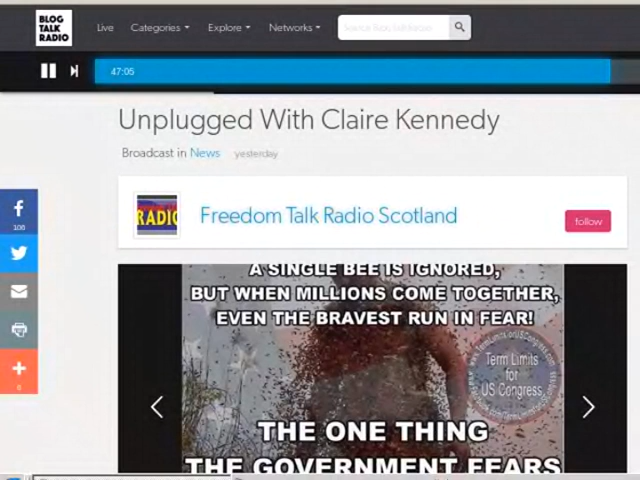 BLOG
TALK
RADIO
Live
Categories
Explore
Networks
47:05
Unplugged With Claire Kennedy
Broadcast in News yesterday
106
RADIO
Freedom Talk Radio Scotland
follow
A SINGLE BEE IS IGNORED,
BUT WHEN MILLIONS COME TOGETHER,
EVEN THE BRAVEST RUN IN FEAR!
Term Limits
for
US Congress
THE ONE THING
THE GOVERNMENT FEARS